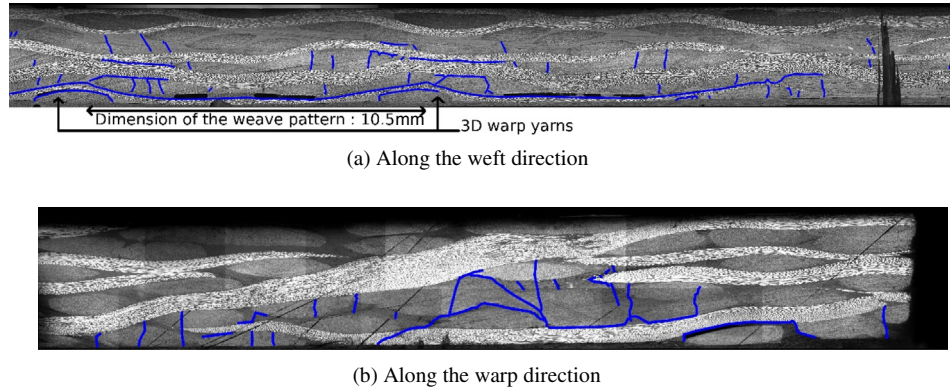 Dimension of the weave pattern : 10.5mm
3D warp yarns
(a) Along the weft direction
(b) Along the warp direction